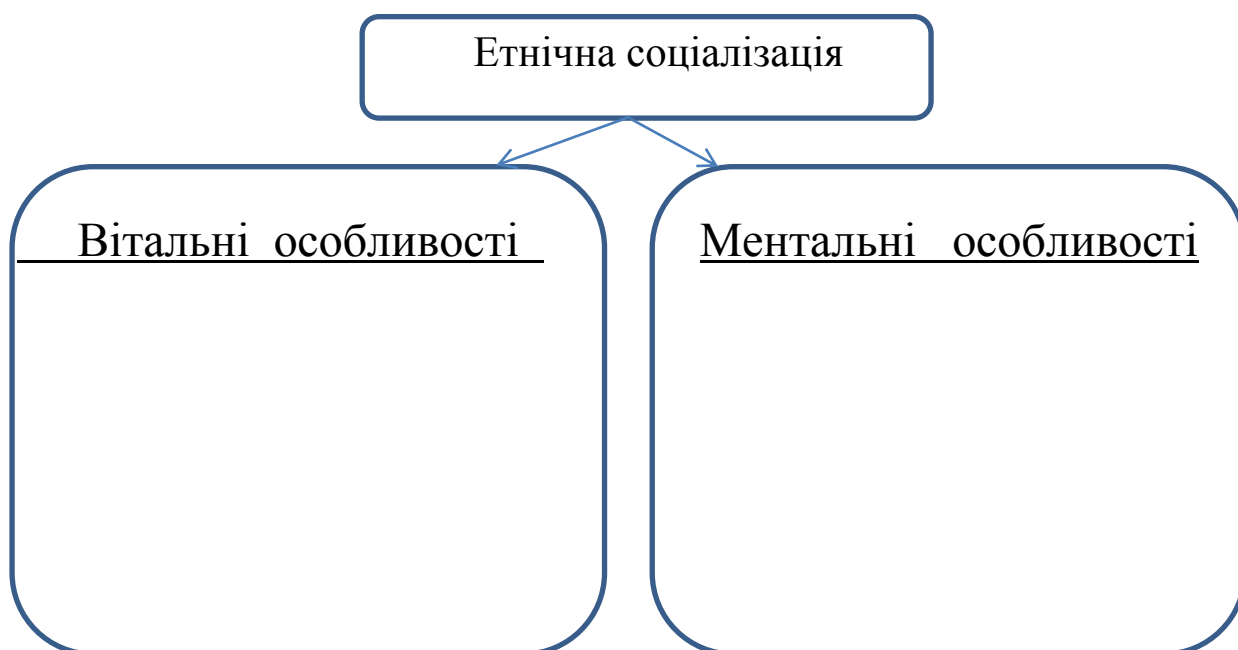 Етнічна соціалізація
Вітальні особливості
Ментальні особливості